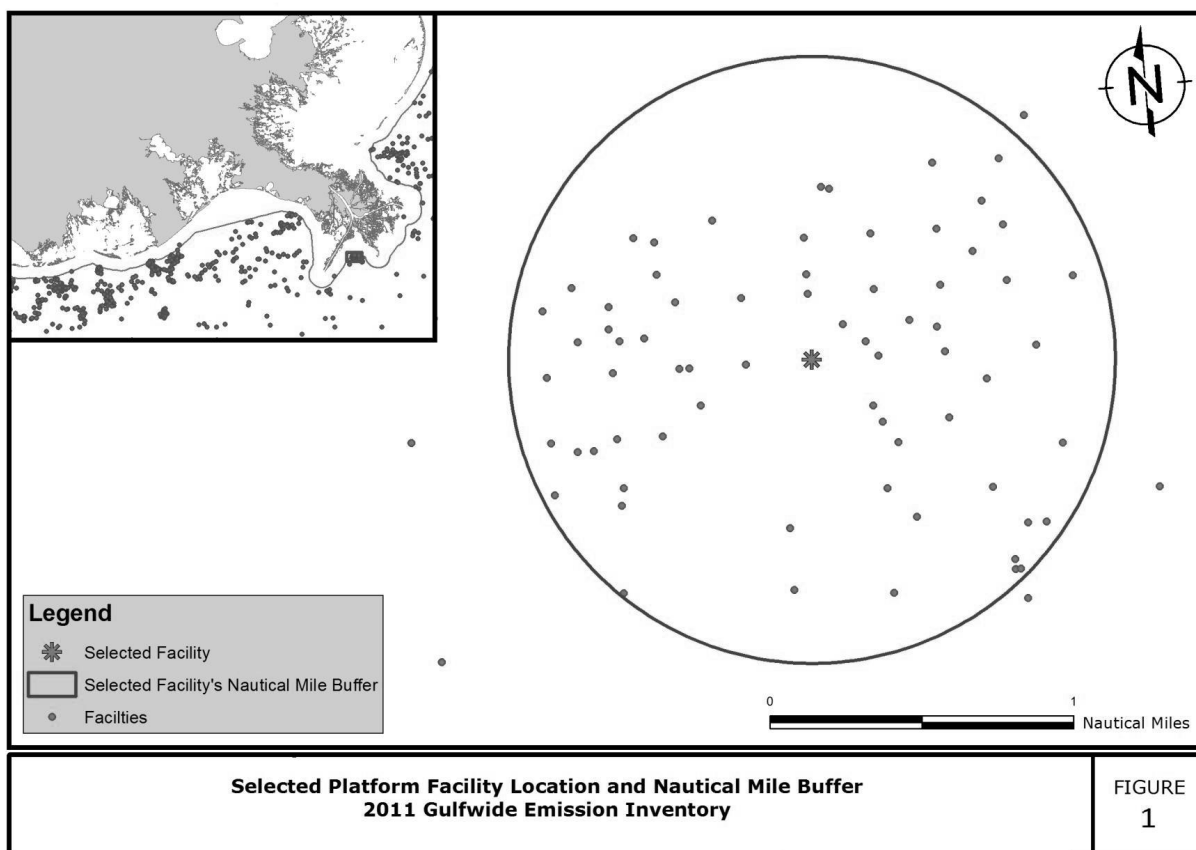 N
Legend
Selected Facility
Selected Facility's Nautical Mile Buffer
Facilties
0 1
Nautical Miles
Selected Platform Facility Location and Nautical Mile Buffer
2011 Gulfwide Emission Inventory
FIGURE
1